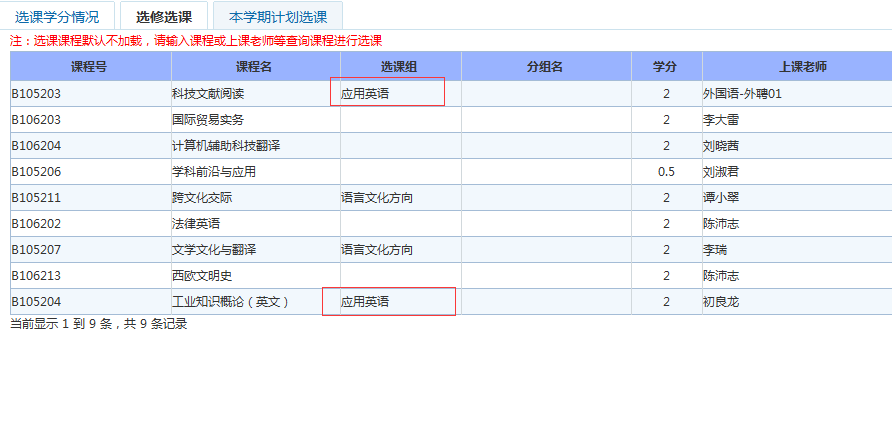 选课学分情况 选修选课 本学期计划选课
注：选课课程默认不加载，请输入课程或上课老师等查询课程进行选课
课程号 课程名 选课组 分组名 学分 上课老师
B105203 科技文献阅读 应用英语 2 外国语-外聘01
B106203 国际贸易实务 2 李大雷
B106204 计算机辅助科技翻译 2 刘晓茜
B105206 学科前沿与应用 0.5 刘淑君
B105211 跨文化交际 语言文化方向 2 谭小翠
B106202 法律英语 2 陈沛志
B105207 文学文化与翻译 语言文化方向 2 李瑞
B106213 西欧文明史 2 陈沛志
B105204 工业知识概论（英文） 应用英语 2 初良龙
当前显示 1 到 9 条，共 9 条记录